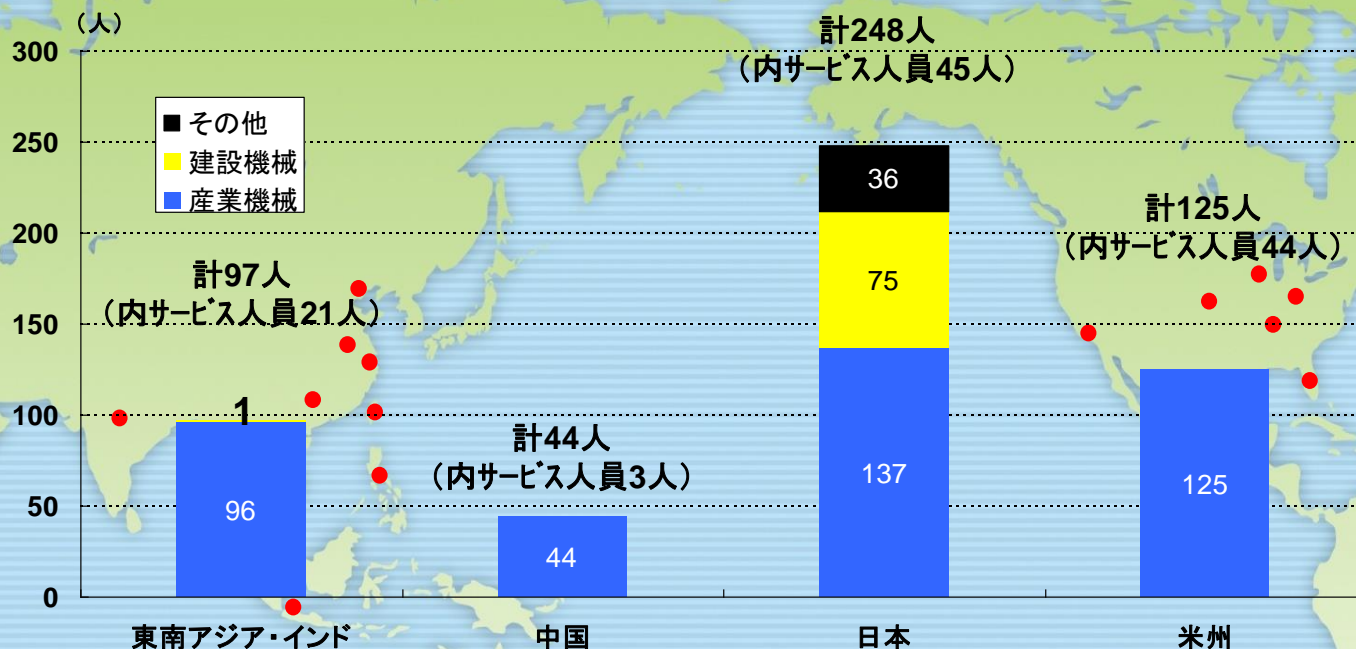 （人）
300
250
200
150
100
50
0
その他
建設機械
産業機械
計97人
（内サービス人員21人）
1
96
計44人
（内サービス人員3人）
44
計248人
（内サービス人員45人）
36
75
137
計125人
（内サービス人員44人）
125
東南アジア・インド
中国
日本
米州